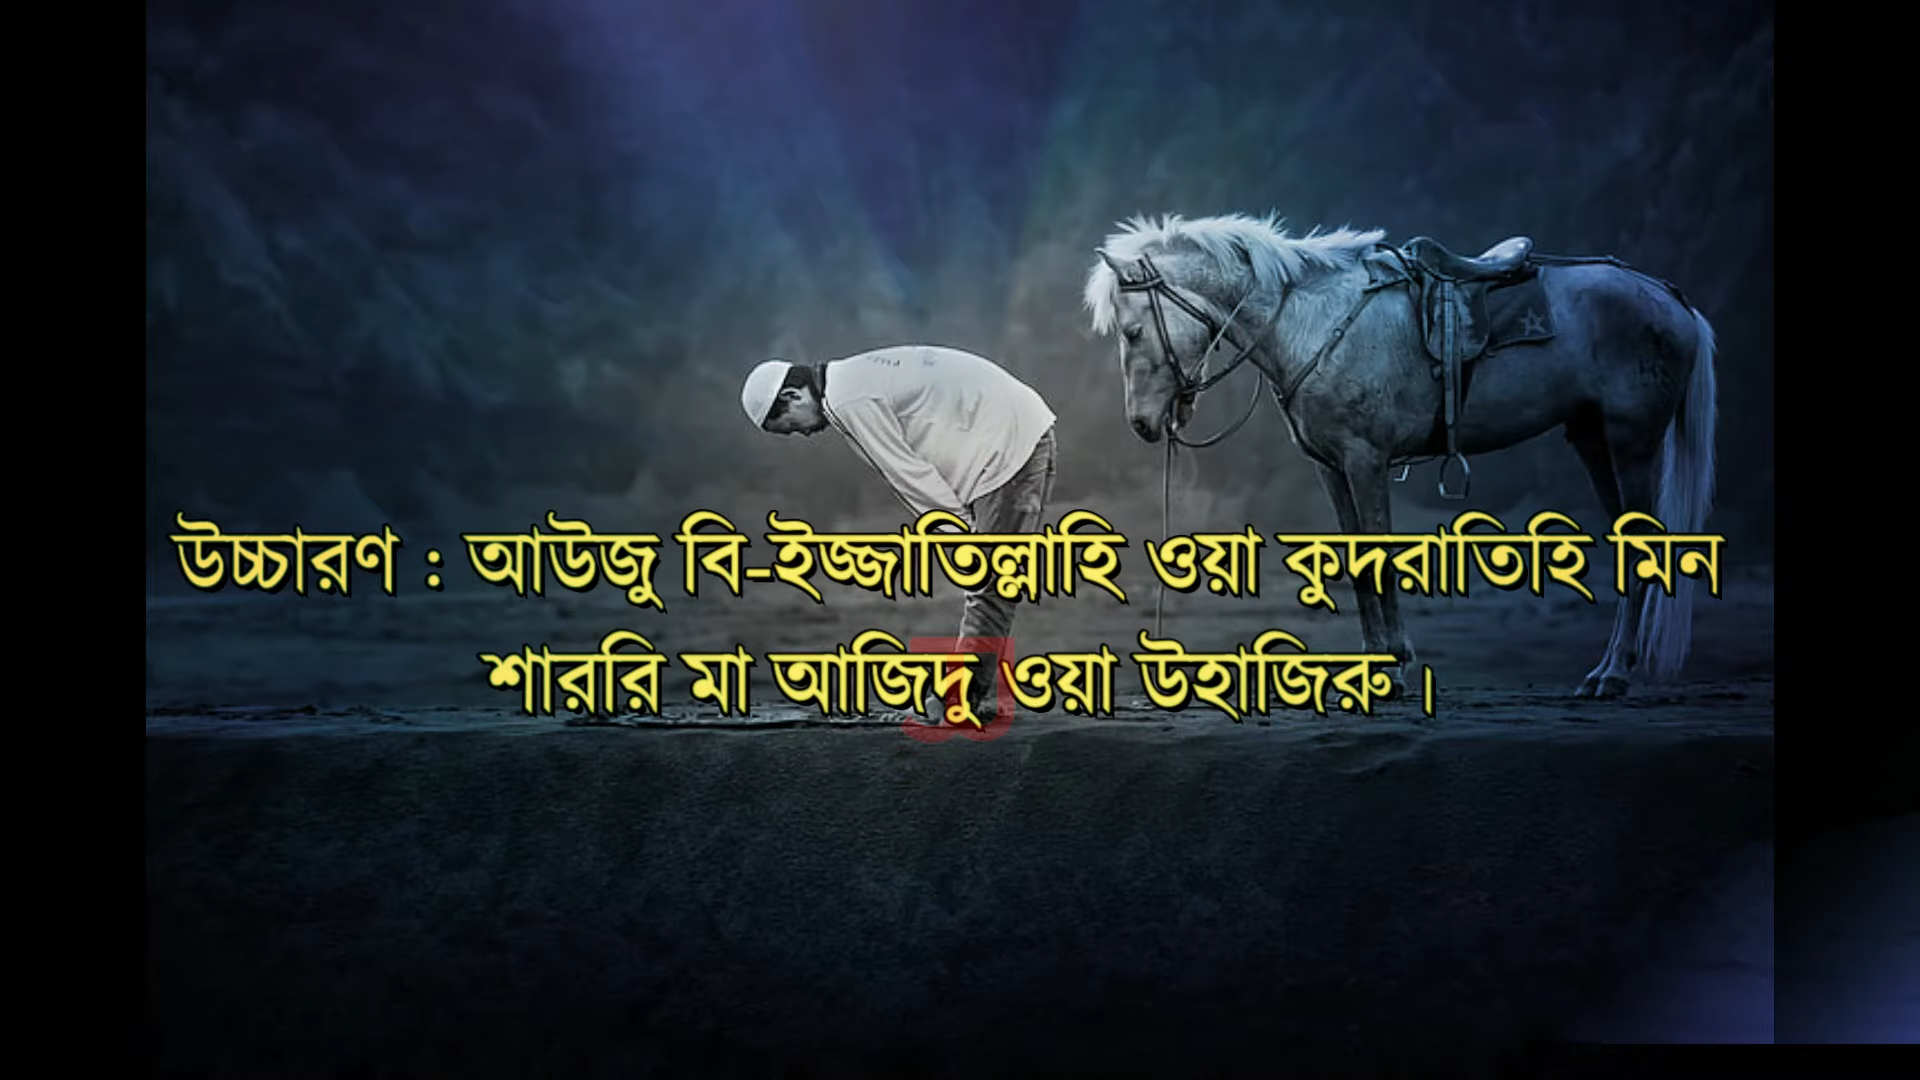 উচ্চারণ : আউজু বি-ইজ্জাতিল্লাহি ওয়া কুদরাতিহি মিন
শাররি মা আজিদু ওয়া উহাজিরু।